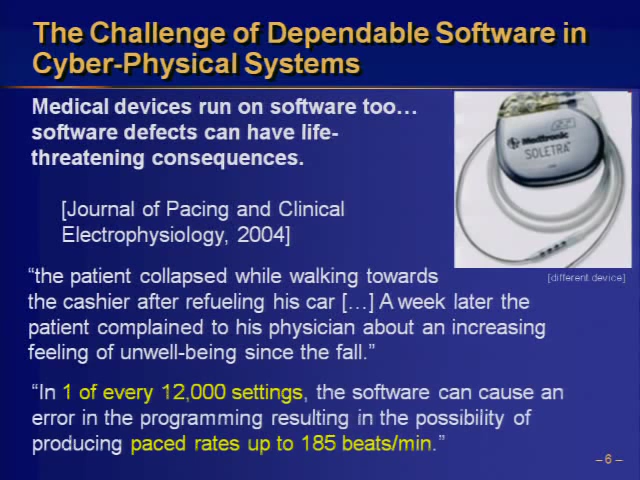 The Challenge of Dependable Software in
Cyber-Physical Systems
Medical devices run on software too…
software defects can have life-
threatening consequences.
[Journal of Pacing and Clinical
Electrophysiology, 2004]
Medtronic
SOLETRA
[different device]
“the patient collapsed while walking towards
the cashier after refueling his car […] A week later the
patient complained to his physician about an increasing
feeling of unwell-being since the fall.”
“In 1 of every 12,000 settings, the software can cause an
error in the programming resulting in the possibility of
producing paced rates up to 185 beats/min.”
– 6 –